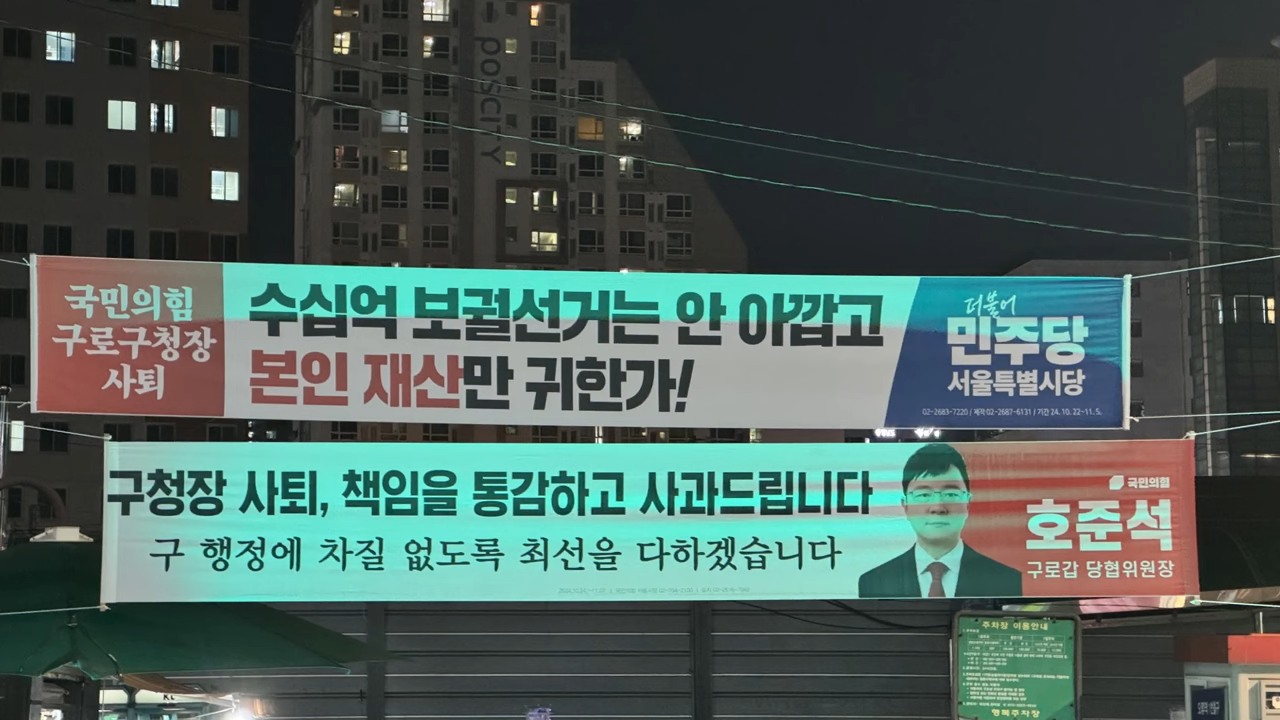 poscity
국민의힘
구로구청장
사퇴
수십억 보궐선거는 안 아깝고
본인 재산만 귀한가!
더불어
민주당
서울특별시당
02-2683-7220 / 제작 02-2687-6131 / 기간 24. 10. 22~11. 5.
구청장 사퇴, 책임을 통감하고 사과드립니다
구 행정에 차질 없도록 최선을 다하겠습니다
국민의힘
호준석
구로갑 당협위원장
주차장 이용안내
행복주차장